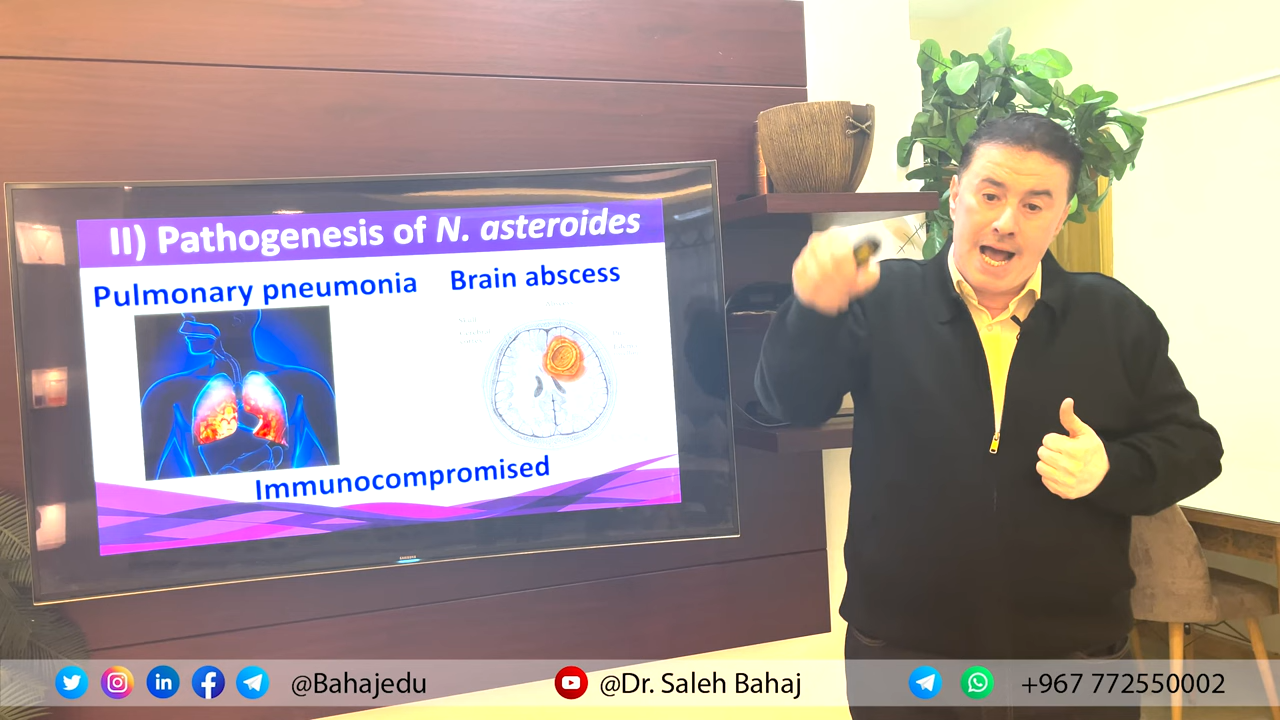 II) Pathogenesis of N. asteroides
Pulmonary pneumonia
Brain abscess
Immunocompromised
SAMSUNG
@Bahajedu
@Dr. Saleh Bahaj
+967 772550002